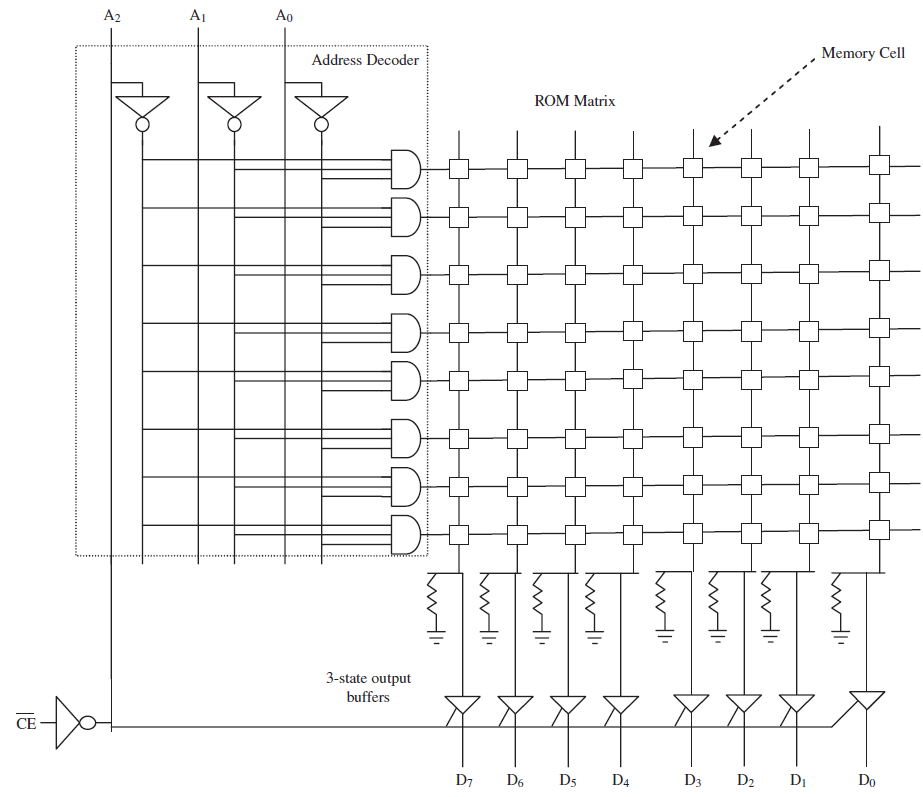 A2 A1 A0
Address Decoder
Memory Cell
ROM Matrix
3-state output
buffers
CE
D7 D6 D5 D4 D3 D2 D1 D0